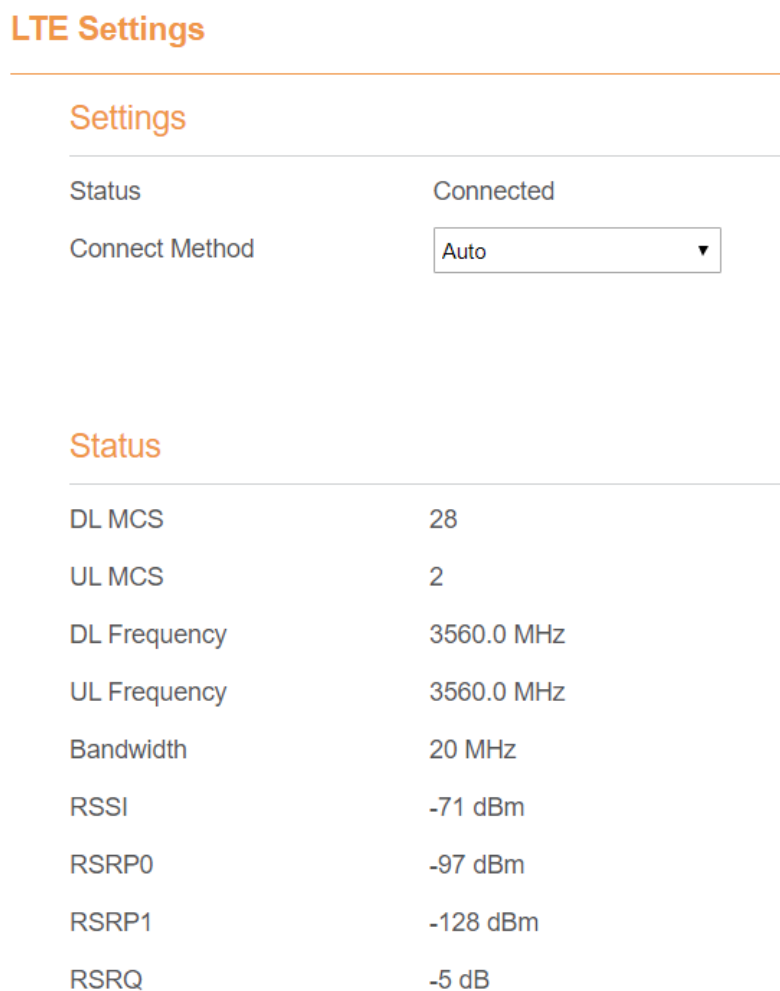 LTE Settings
Settings
Status Connected
Connect Method Auto
Status
DL MCS 28
UL MCS 2
DL Frequency 3560.0 MHz
UL Frequency 3560.0 MHz
Bandwidth 20 MHz
RSSI -71 dBm
RSRP0 -97 dBm
RSRP1 -128 dBm
RSRQ -5 dB